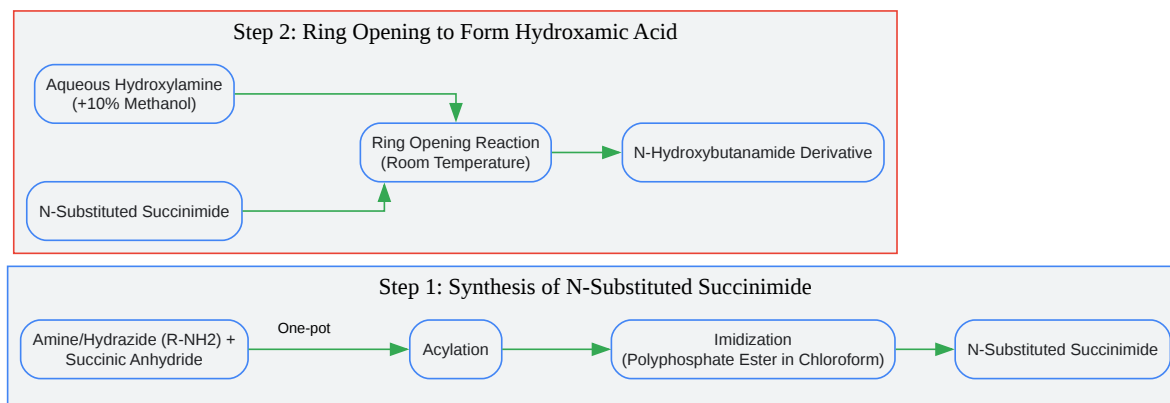 Step 2: Ring Opening to Form Hydroxamic Acid
Aqueous Hydroxylamine
(+10% Methanol)
Ring Opening Reaction
(Room Temperature)
N-Hydroxybutanamide Derivative
N-Substituted Succinimide
Step 1: Synthesis of N-Substituted Succinimide
Amine/Hydrazide (R-NH2) +
Succinic Anhydride
One-pot
Acylation
Imidization
(Polyphosphate Ester in Chloroform)
N-Substituted Succinimide